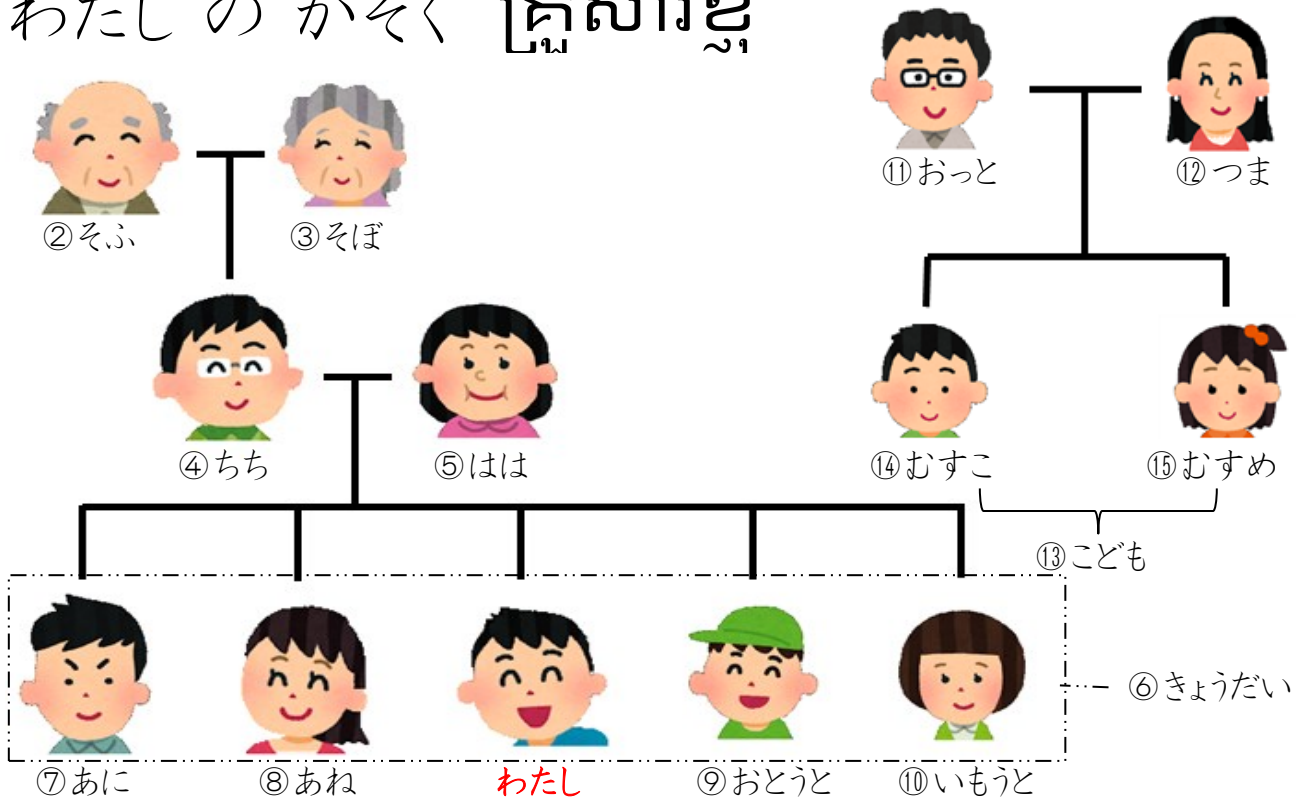 わたし の かぞく គ្រួសារខ្ញុំ
②そふ
③そぼ
④ちち
⑤はは
⑦あに
⑧あね
わたし
⑨おとうと
⑩いもうと
⑥きょうだい
⑪おっと
⑫つま
⑭むすこ
⑮むすめ
⑬こども